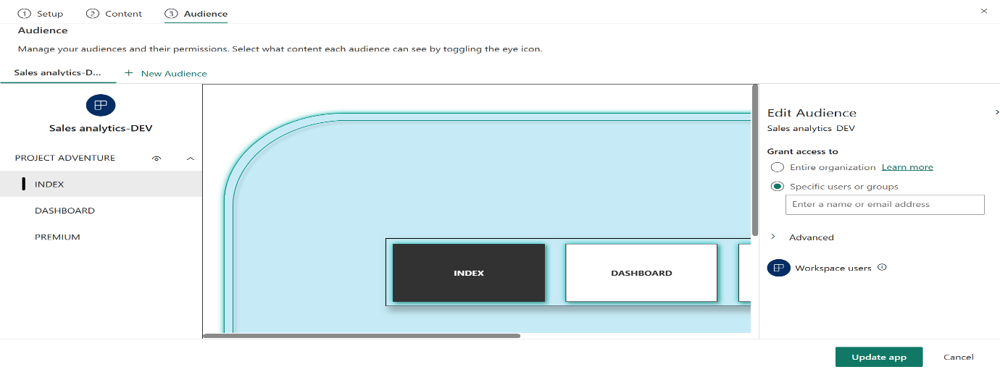 1 Setup 2 Content 3 Audience
Audience
Manage your audiences and their permissions. Select what content each audience can see by toggling the eye icon.
Sales analytics-D... + New Audience
Sales analytics-DEV
PROJECT ADVENTURE
INDEX
DASHBOARD
PREMIUM
INDEX
DASHBOARD
Edit Audience
Sales analytics DEV
Grant access to
Entire organization Learn more
Specific users or groups
Enter a name or email address
Advanced
Workspace users
Update app Cancel